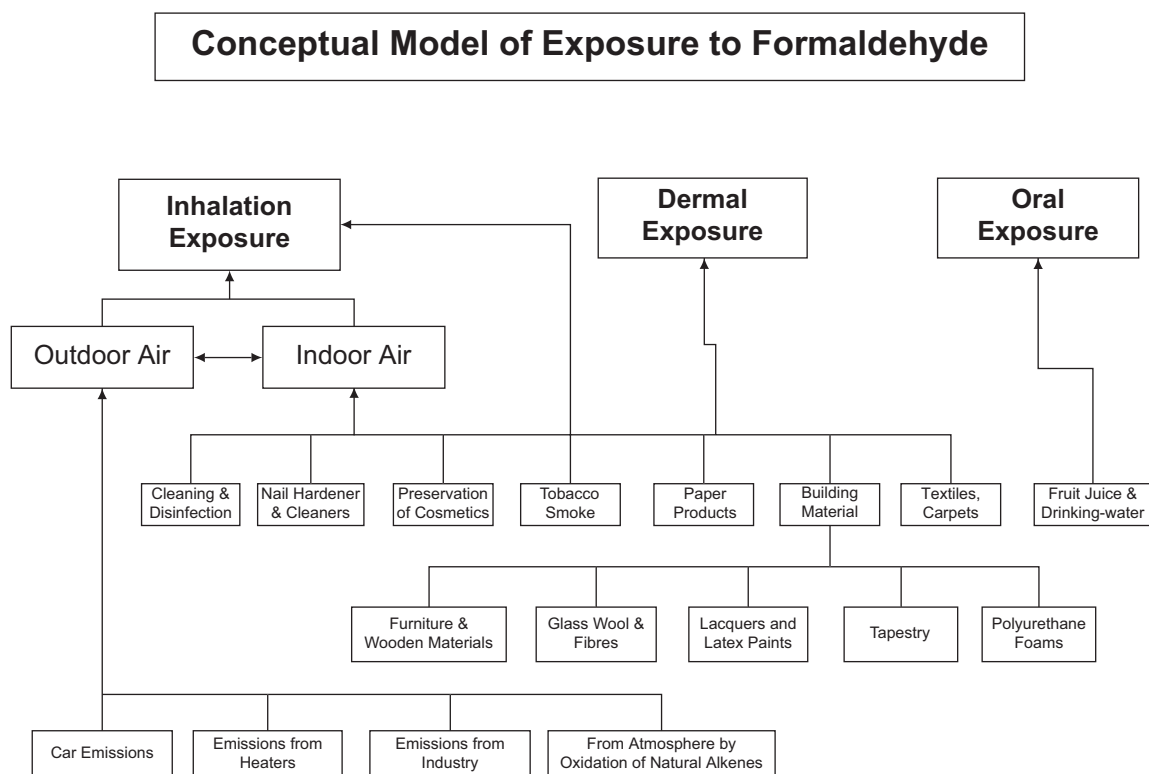 Conceptual Model of Exposure to Formaldehyde
Inhalation
Exposure
Dermal
Exposure
Oral
Exposure
Outdoor Air
Indoor Air
Cleaning &
Disinfection
Nail Hardener
& Cleaners
Preservation
of Cosmetics
Tobacco
Smoke
Paper
Products
Building
Material
Textiles,
Carpets
Fruit Juice &
Drinking-water
Furniture &
Wooden Materials
Glass Wool &
Fibres
Lacquers and
Latex Paints
Tapestry
Polyurethane
Foams
Car Emissions
Emissions from
Heaters
Emissions from
Industry
From Atmosphere by
Oxidation of Natural Alkenes